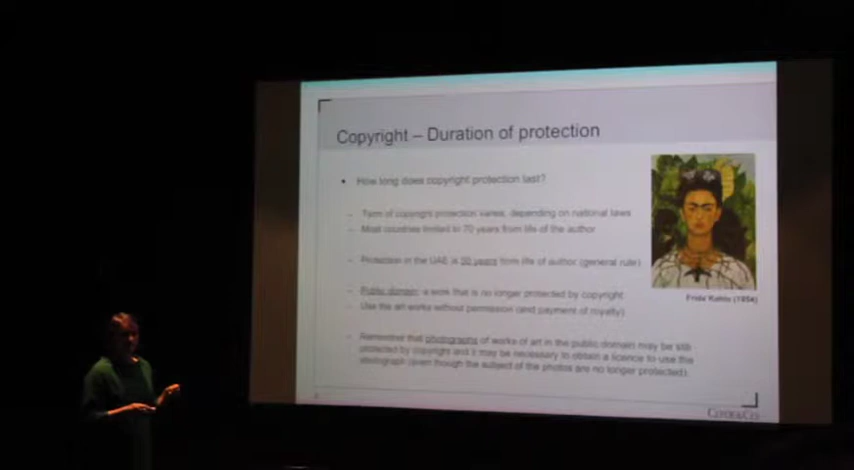 Copyright – Duration of protection
• How long does copyright protection last?
– Term of copyright protection varies, depending on national laws
– Most countries limited to 70 years from life of the author
– Protection in the UAE is 50 years from life of author (general rule)
– Public domain: a work that is no longer protected by copyright
– Use the art works without permission (and payment of royalty)
– Remember that photographs of works of art in the public domain may be still
protected by copyright and it may be necessary to obtain a licence to use the
photograph (even though the subject of the photos are no longer protected).
Frida Kahlo (1954)
CLYDE&CO